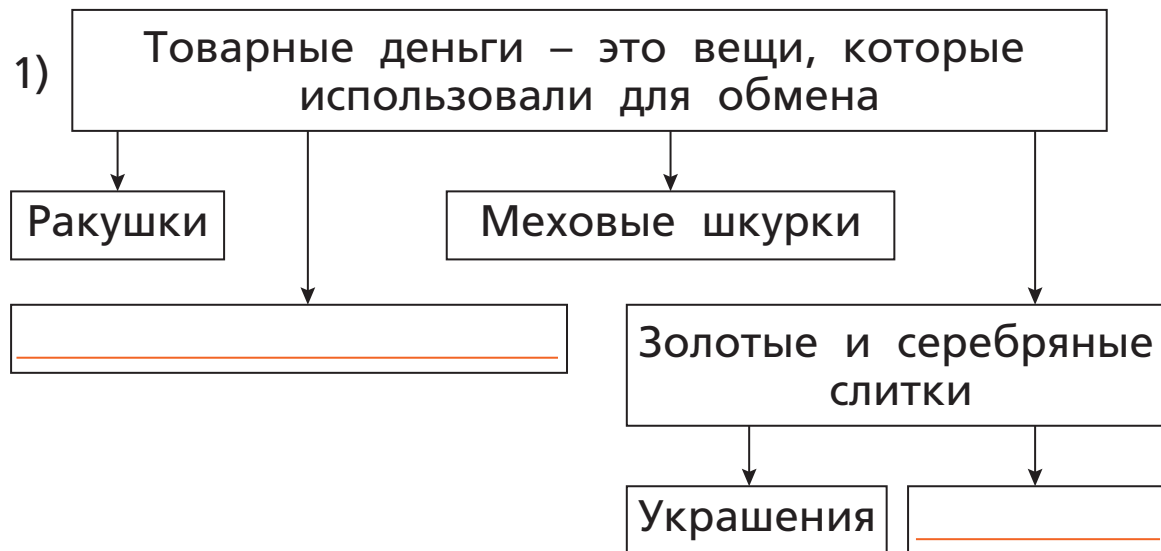 1)
Товарные деньги – это вещи, которые
использовали для обмена
Ракушки
Меховые шкурки
Золотые и серебряные
слитки
Украшения